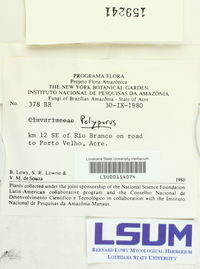 159241
PROGRAMA FLORA
Projeto Flora Amazônica
THE NEW YORK BOTANICAL GARDEN
INSTITUTO NACIONAL DE PESQUISAS DA AMAZÔNIA
Fungi of Brazilian Amazônia - State of Acre
No. 378 BR 30-IX-1980
Clavariaceae Polyporus
km 12 SE of Rio Branco on road
to Porto Velho, Acre.
Louisiana State University Herbarium
LSU00114074
B. Lowy, S. R. Lowrie &
V. M. de Souza 1980
Plants collected under the joint sponsorship of the National Science Foundation
Latin-American collaborative program and the Conselho Nacional de
Desenvolvimento Científico e Tecnológico in collaboration with the Instituto
Nacional de Pesquisas da Amazônia-Manaus.
LSUM
BERNARD LOWY MYCOLOGICAL HERBARIUM
LOUISIANA STATE UNIVERSITY